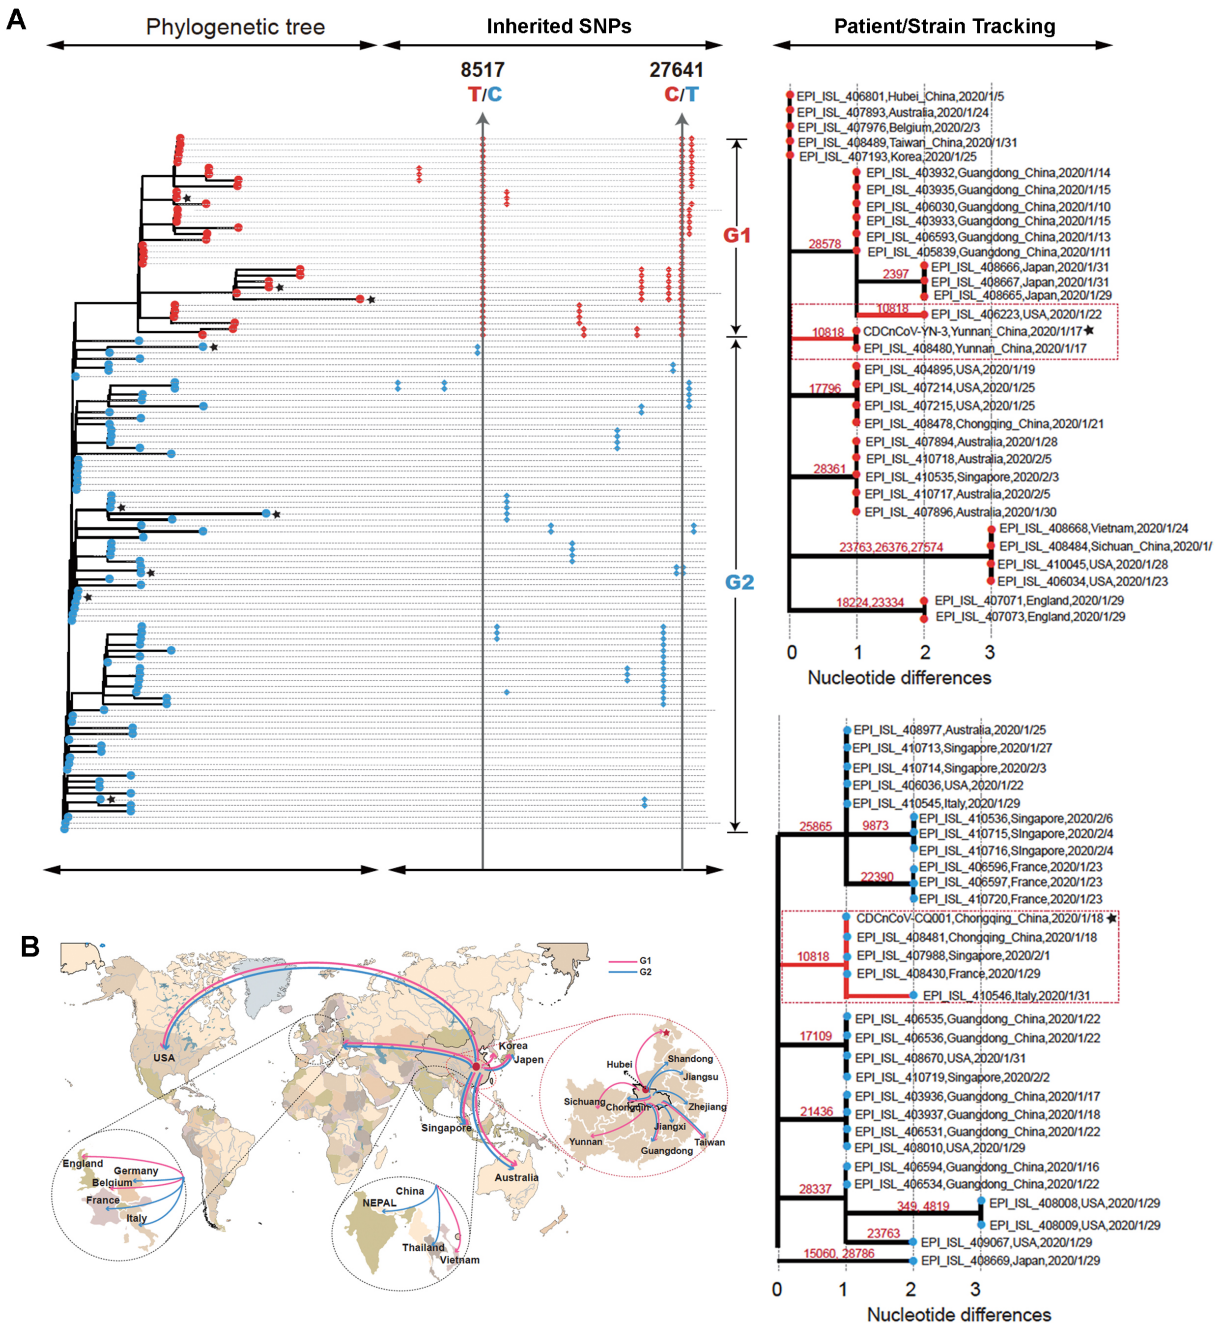 A
Phylogenetic tree
Inherited SNPs
Patient/Strain Tracking
8517
27641
T/C
C/T
G1
G2
EPI_ISL_406801,Hubei_China,2020/1/5
EPI_ISL_407893,Australia,2020/1/24
EPI_ISL_407976,Belgium,2020/2/3
EPI_ISL_408489,Taiwan_China,2020/1/31
EPI_ISL_407193,Korea,2020/1/25
EPI_ISL_403932,Guangdong_China,2020/1/14
EPI_ISL_403935,Guangdong_China,2020/1/15
EPI_ISL_406030,Guangdong_China,2020/1/10
EPI_ISL_403933,Guangdong_China,2020/1/15
EPI_ISL_406593,Guangdong_China,2020/1/13
28578
EPI_ISL_405839,Guangdong_China,2020/1/11
EPI_ISL_408666,Japan,2020/1/31
2397
EPI_ISL_408667,Japan,2020/1/31
EPI_ISL_408665,Japan,2020/1/29
10818
EPI_ISL_406223,USA,2020/1/22
10818
CDCnCoV-YN-3,Yunnan_China,2020/1/17
EPI_ISL_408480,Yunnan_China,2020/1/17
EPI_ISL_404895,USA,2020/1/19
17796
EPI_ISL_407214,USA,2020/1/25
EPI_ISL_407215,USA,2020/1/25
EPI_ISL_408478,Chongqing_China,2020/1/21
EPI_ISL_407894,Australia,2020/1/28
EPI_ISL_410718,Australia,2020/2/5
28361
EPI_ISL_410535,Singapore,2020/2/3
EPI_ISL_410717,Australia,2020/2/5
EPI_ISL_407896,Australia,2020/1/30
EPI_ISL_408668,Vietnam,2020/1/24
23763,26376,27574
EPI_ISL_408484,Sichuan_China,2020/1/
EPI_ISL_410045,USA,2020/1/28
EPI_ISL_406034,USA,2020/1/23
18224,23334
EPI_ISL_407071,England,2020/1/29
EPI_ISL_407073,England,2020/1/29
0 1 2 3
Nucleotide differences
EPI_ISL_408977,Australia,2020/1/25
EPI_ISL_410713,Singapore,2020/1/27
EPI_ISL_410714,Singapore,2020/2/3
EPI_ISL_406036,USA,2020/1/22
EPI_ISL_410545,Italy,2020/1/29
EPI_ISL_410536,Singapore,2020/2/6
25865
9873
EPI_ISL_410715,SIngapore,2020/2/4
EPI_ISL_410716,SIngapore,2020/2/4
EPI_ISL_406596,France,2020/1/23
22390
EPI_ISL_406597,France,2020/1/23
EPI_ISL_410720,France,2020/1/23
CDCnCoV-CQ001,Chongqing_China,2020/1/18
EPI_ISL_408481,Chongqing_China,2020/1/18
10818
EPI_ISL_407988,Singapore,2020/2/1
EPI_ISL_408430,France,2020/1/29
EPI_ISL_410546,Italy,2020/1/31
EPI_ISL_406535,Guangdong_China,2020/1/22
17109
EPI_ISL_406536,Guangdong_China,2020/1/22
EPI_ISL_408670,USA,2020/1/31
EPI_ISL_410719,Singapore,2020/2/2
EPI_ISL_403936,Guangdong_China,2020/1/17
21436
EPI_ISL_403937,Guangdong_China,2020/1/18
EPI_ISL_406531,Guangdong_China,2020/1/22
EPI_ISL_408010,USA,2020/1/29
EPI_ISL_406594,Guangdong_China,2020/1/16
28337
EPI_ISL_406534,Guangdong_China,2020/1/22
349, 4819
EPI_ISL_408008,USA,2020/1/29
EPI_ISL_408009,USA,2020/1/29
23763
EPI_ISL_409067,USA,2020/1/29
15060, 28786
EPI_ISL_408669,Japan,2020/1/29
0 1 2 3
Nucleotide differences
B
G1
G2
USA
Korea
Japan
Singapore
Australia
England
Germany
Belgium
France
Italy
China
NEPAL
Thailand
Vietnam
Hubei
Shandong
Jiangsu
Sichuang
Chongqin
Zhejiang
Jiangxi
Yunnan
Taiwan
Guangdong